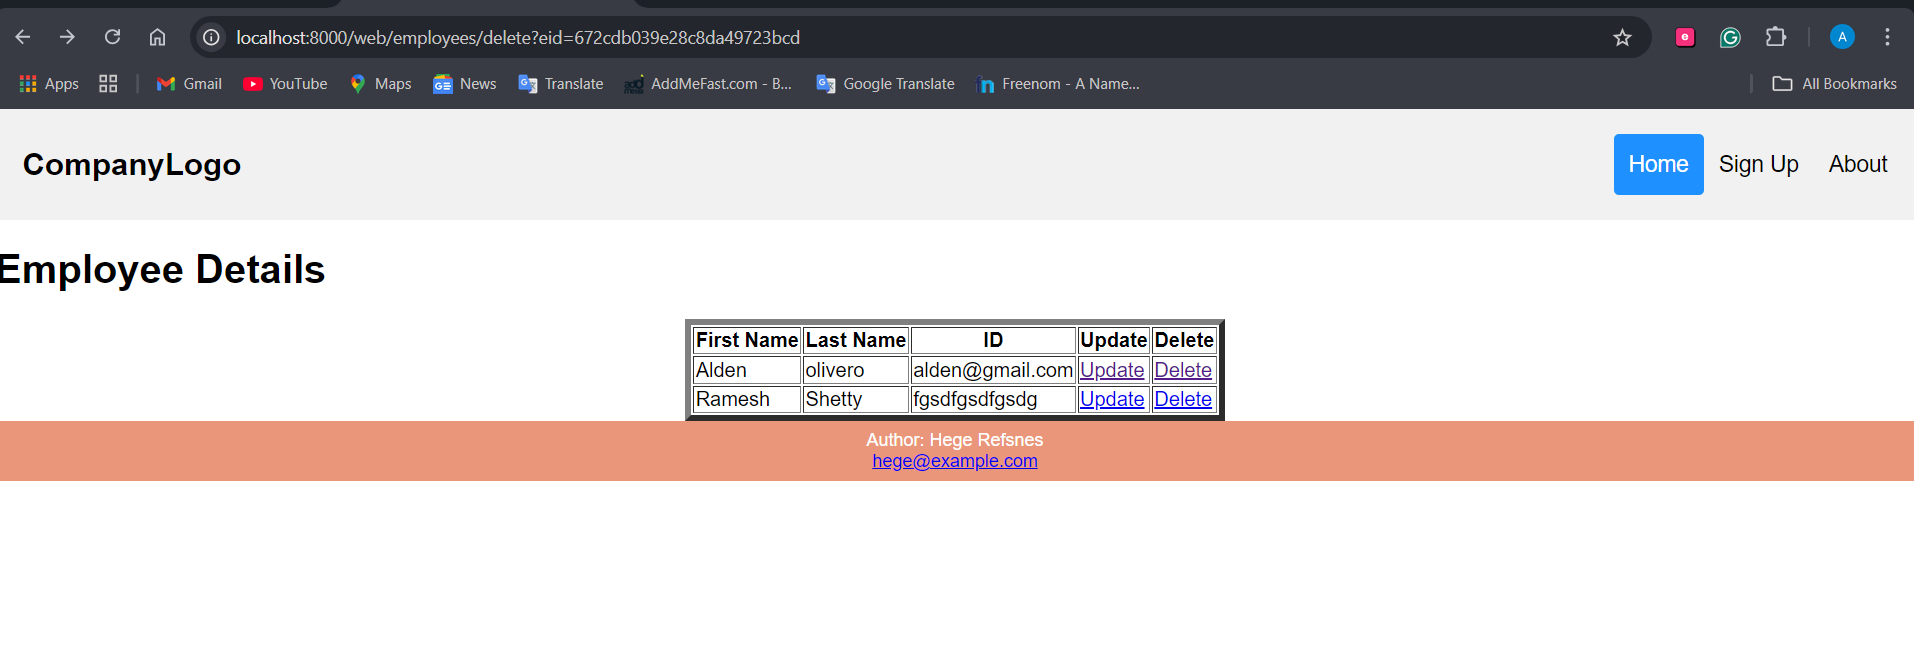 localhost:8000/web/employees/delete?eid=672cdb039e28c8da49723bcd
A
Apps Gmail YouTube Maps News Translate AddMeFast.com - B... Google Translate Freenom - A Name... All Bookmarks
CompanyLogo Home Sign Up About
Employee Details
First Name Last Name ID Update Delete
Alden olivero alden@gmail.com Update Delete
Ramesh Shetty fgsdfgsdfgsdg Update Delete
Author: Hege Refsnes
hege@example.com